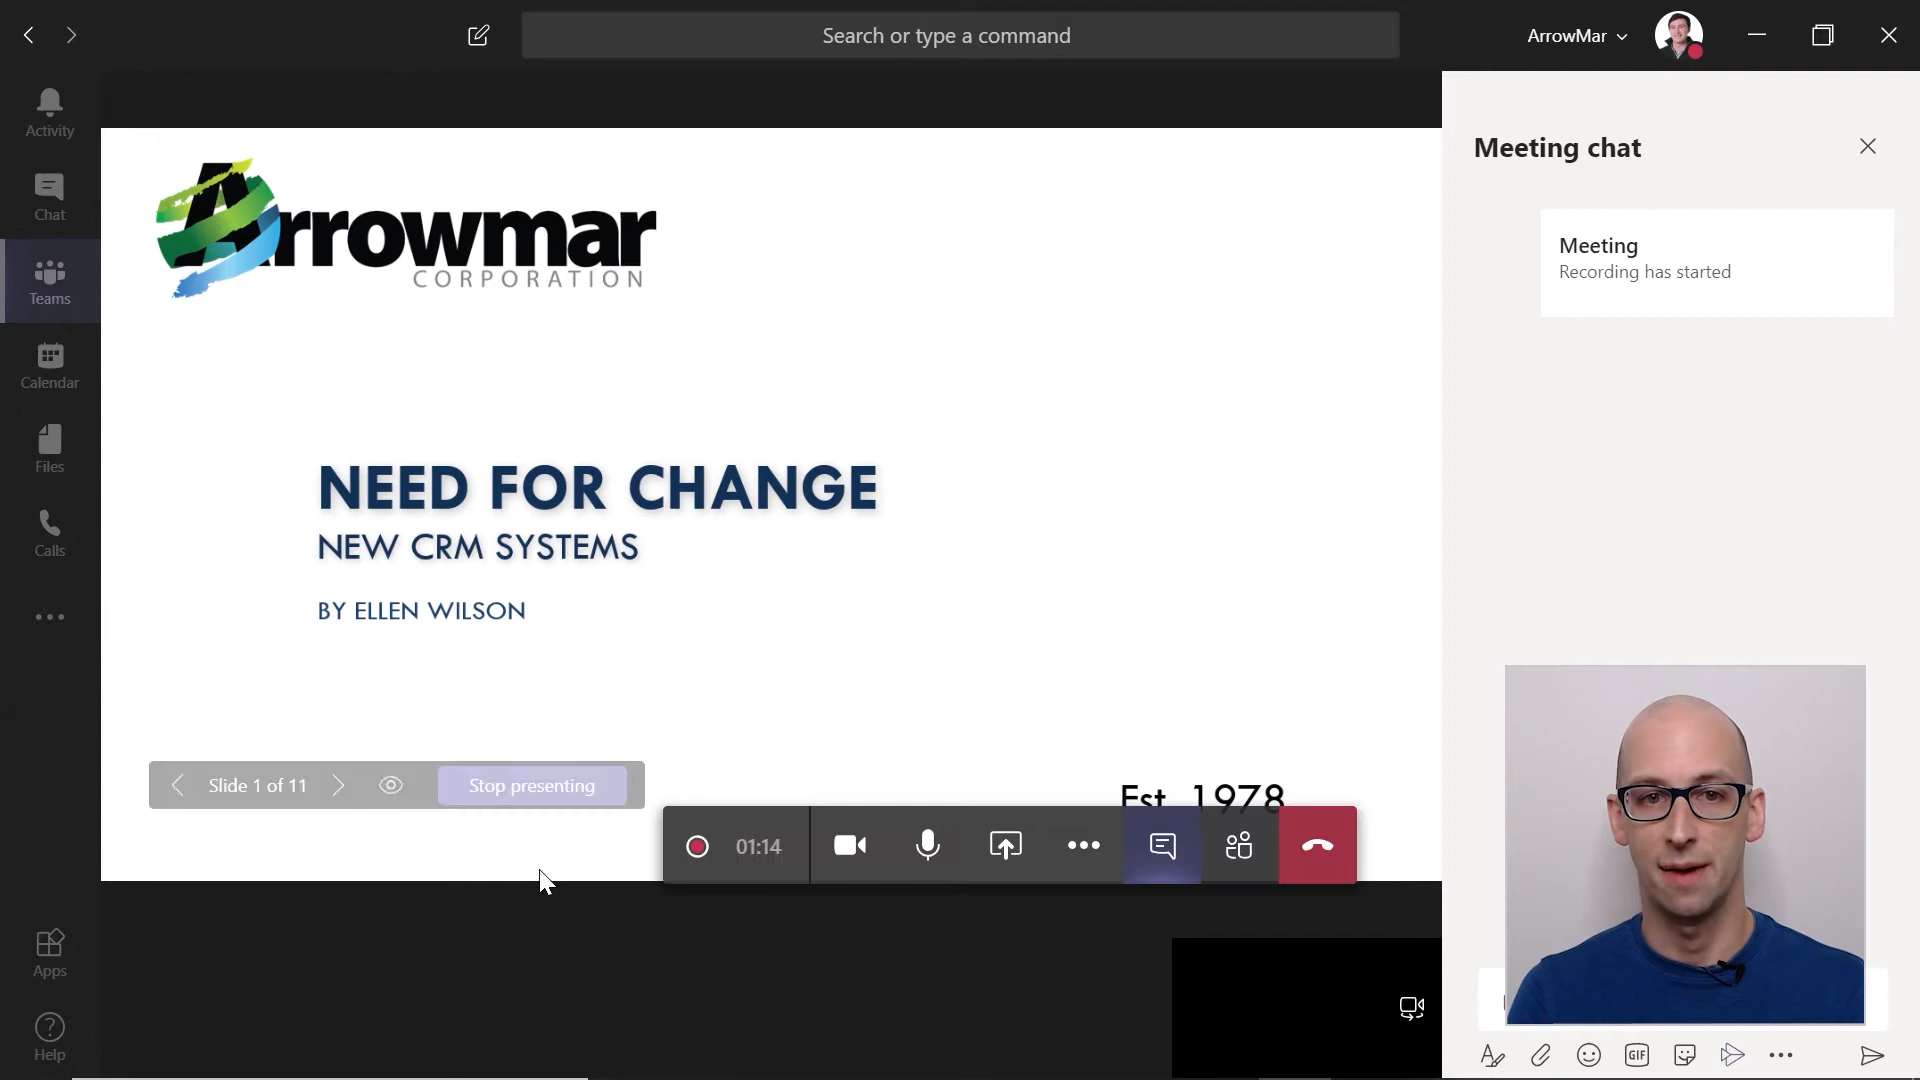 Search or type a command
ArrowMar
Activity
Chat
Teams
Calendar
Files
Calls
Apps
Help
Arrowmar
CORPORATION
NEED FOR CHANGE
NEW CRM SYSTEMS
BY ELLEN WILSON
Slide 1 of 11
Stop presenting
Est. 1978
01:14
Meeting chat
Meeting
Recording has started
GIF